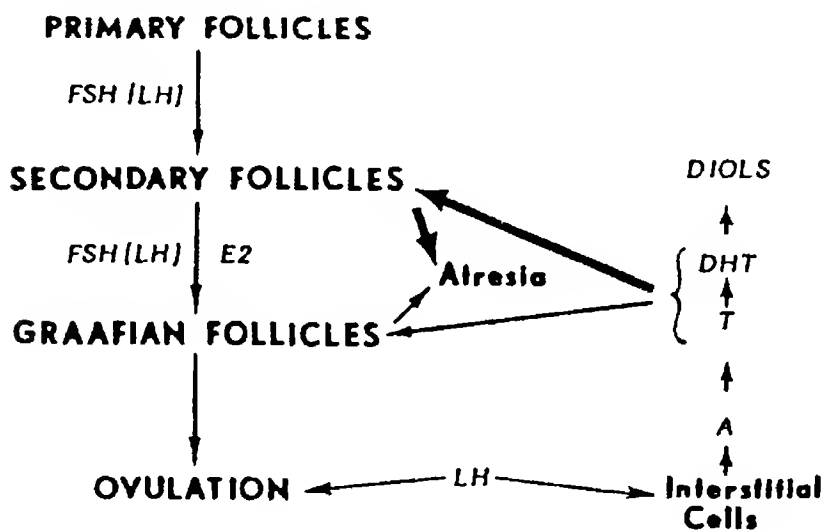 PRIMARY FOLLICLES
FSH [LH]
SECONDARY FOLLICLES
DIOLS
FSH [LH] E2
DHT
Atresia
T
GRAAFIAN FOLLICLES
A
OVULATION
LH
Interstitial
Cells